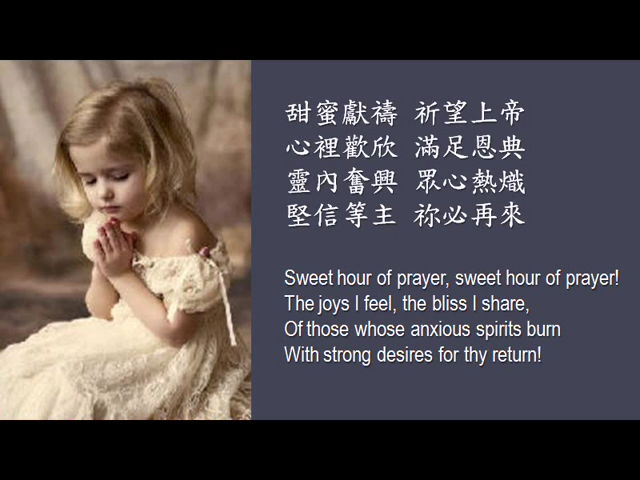 甜蜜獻禱 祈望上帝
心裡歡欣 滿足恩典
靈內奮興 眾心熱熾
堅信等主 祢必再來
Sweet hour of prayer, sweet hour of prayer!
The joys I feel, the bliss I share,
Of those whose anxious spirits burn
With strong desires for thy return!